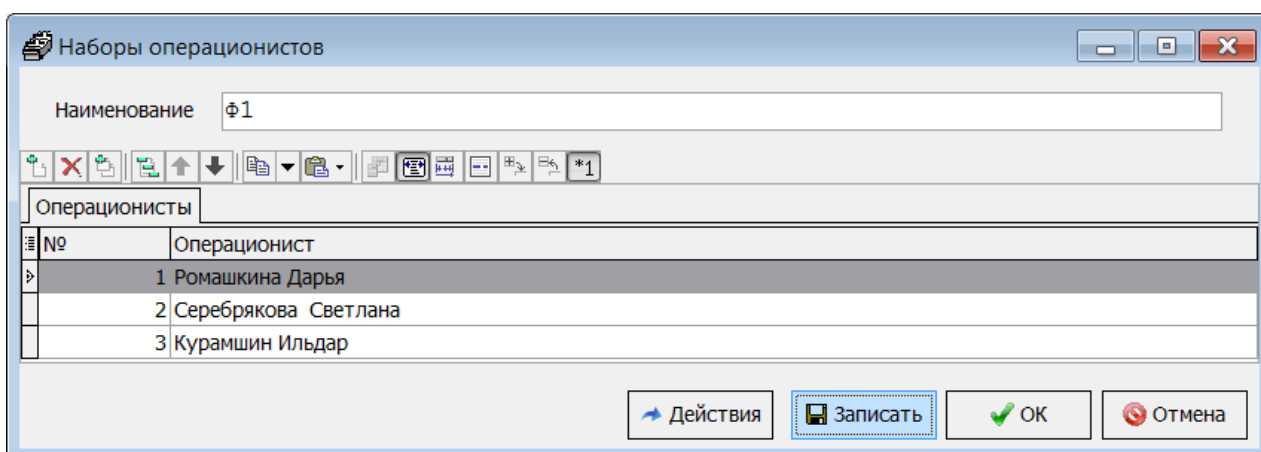 Наборы операционистов
Наименование Ф1
*1
Операционисты
№ Операционист
1 Ромашкина Дарья
2 Серебрякова Светлана
3 Курамшин Ильдар
Действия Записать ОК Отмена